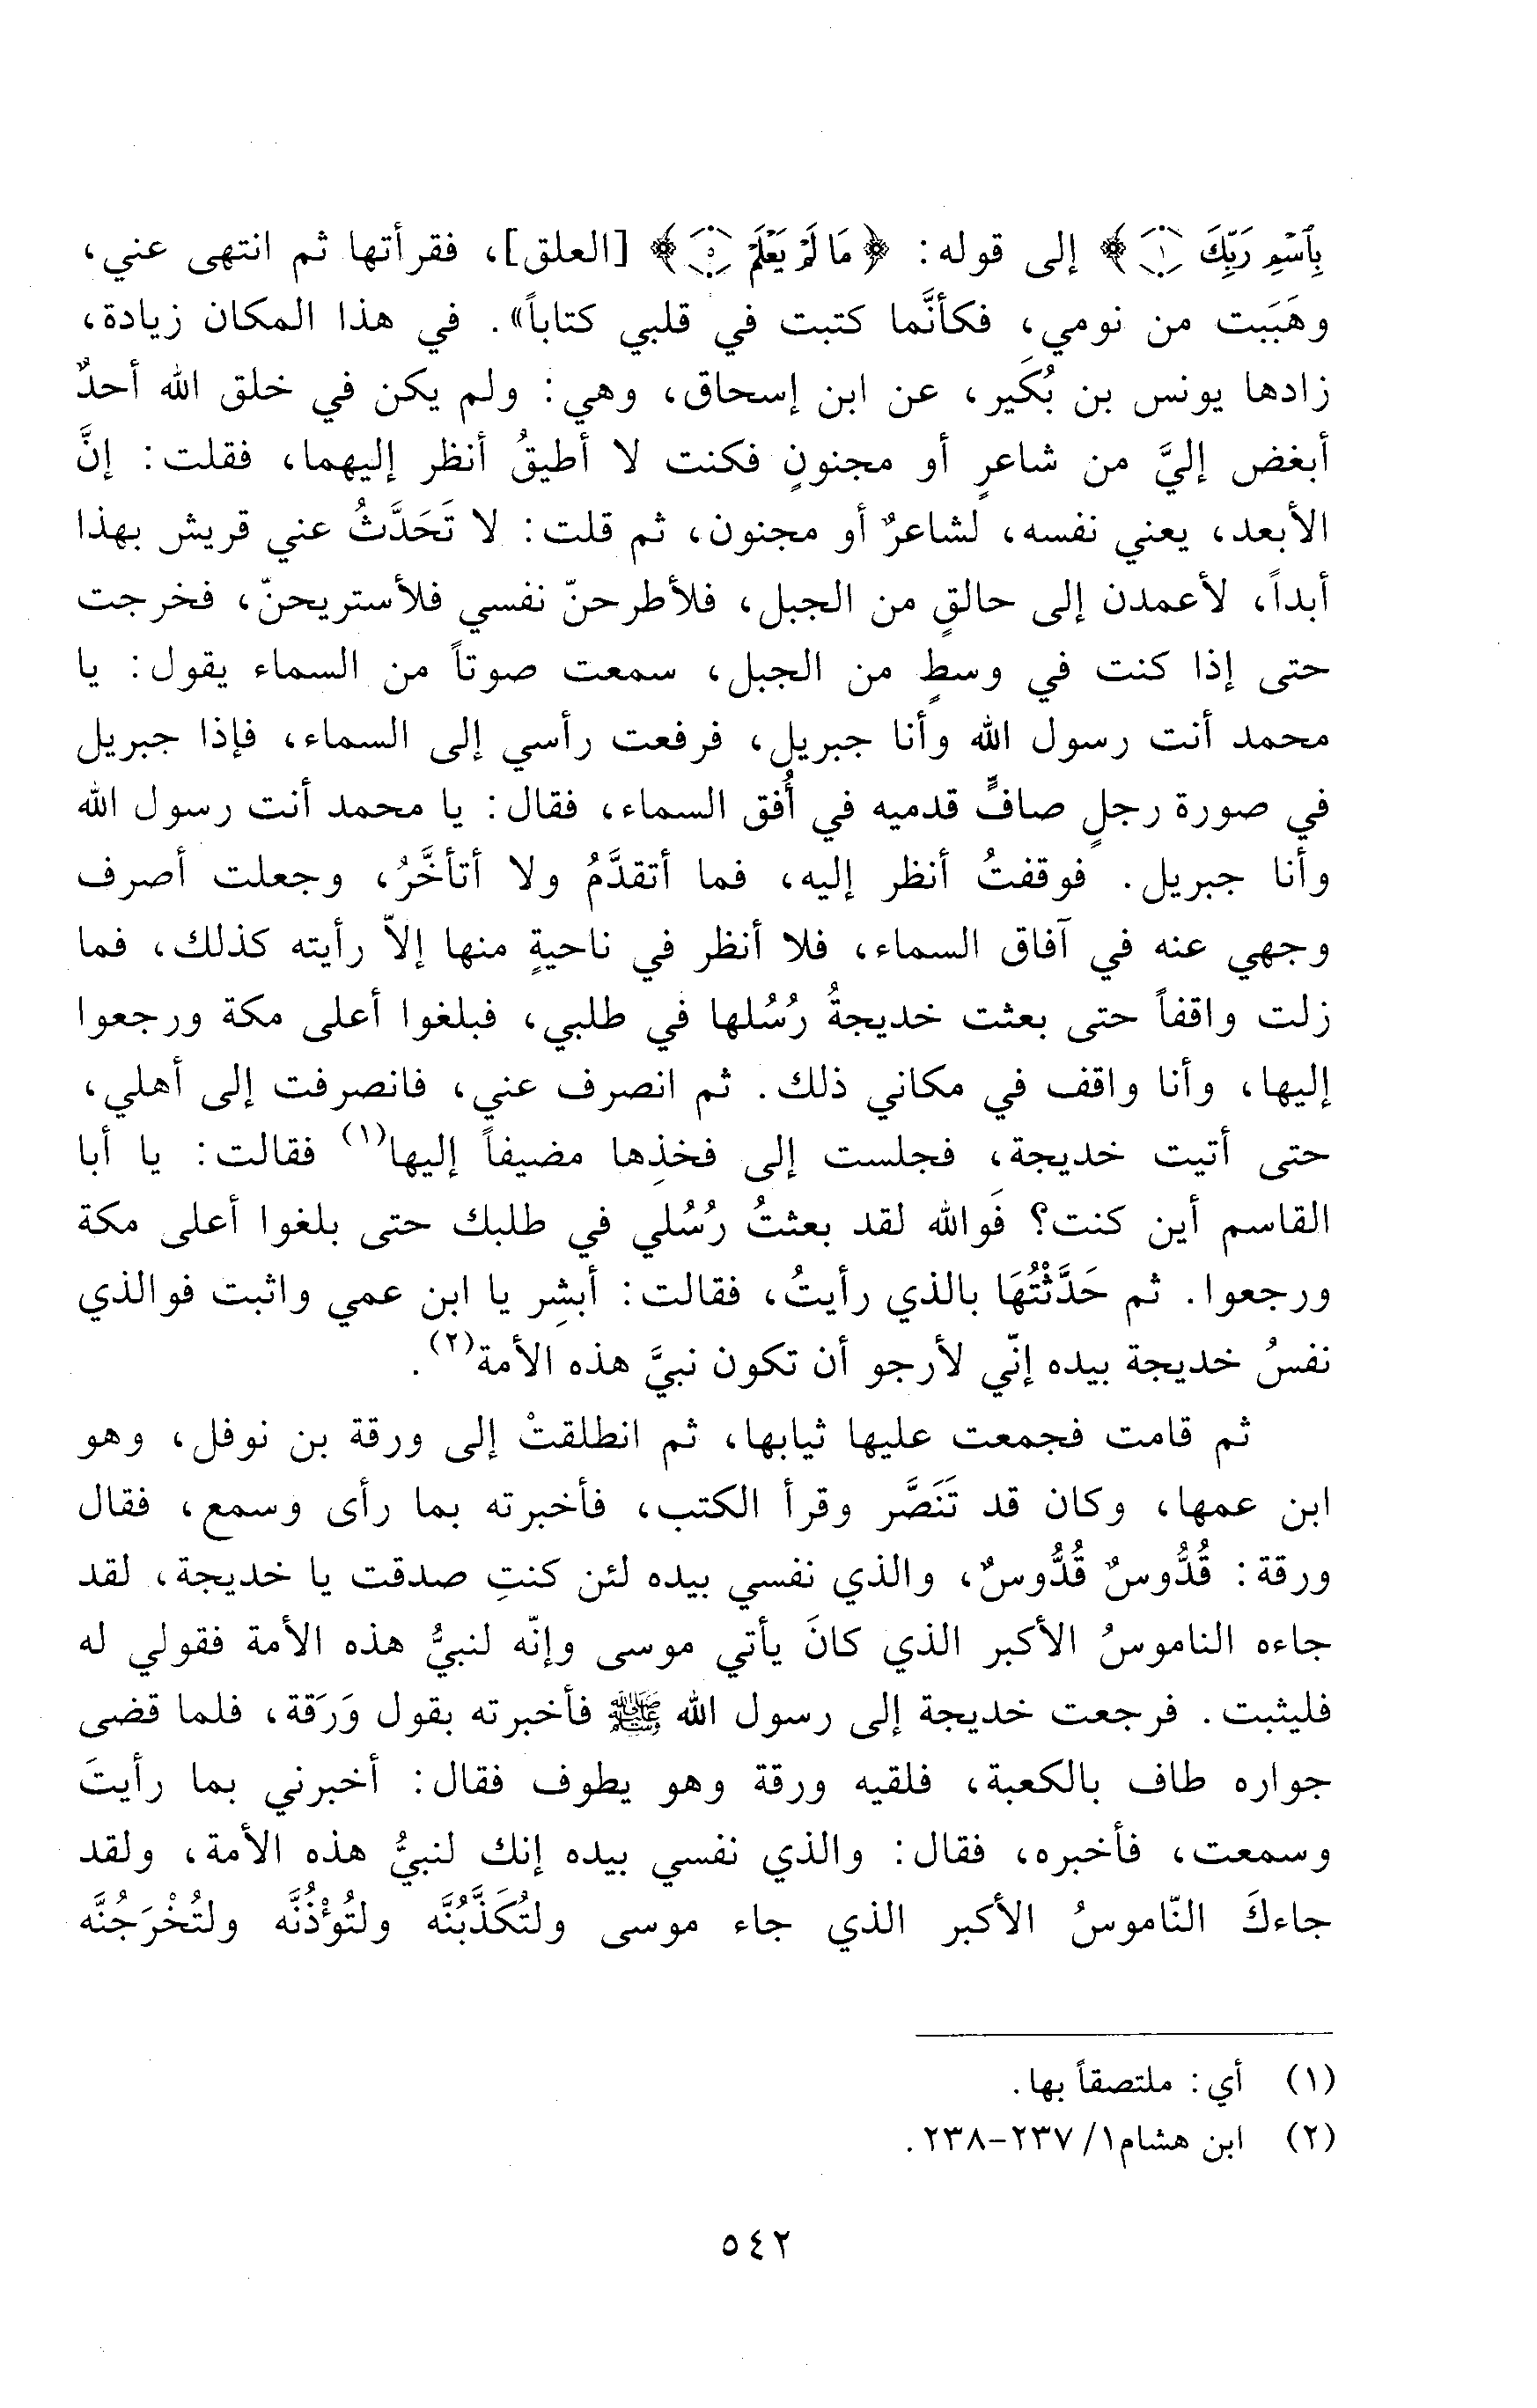 بِٱسۡمِ رَبِّكَ ١﴾ إلى قوله: ﴿مَا لَمۡ يَعۡلَمۡ ٥﴾ [العلق]، فقرأتها ثم انتهى عني،
وهَبَبت من نومي، فكأنَّما كتبت في قلبي كتاباً». في هذا المكان زيادة،
زادها يونس بن بُكَير، عن ابن إسحاق، وهي: ولم يكن في خلق الله أحدٌ
أبغض إليَّ من شاعرٍ أو مجنونٍ فكنت لا أطيقُ أنظر إليهما، فقلت: إنَّ
الأبعد، يعني نفسه، لشاعرٌ أو مجنون، ثم قلت: لا تَحَدَّثُ عني قريش بهذا
أبداً، لأعمدن إلى حالقٍ من الجبل، فلأطرحنّ نفسي فلأستريحنّ، فخرجت
حتى إذا كنت في وسطٍ من الجبل، سمعت صوتاً من السماء يقول: يا
محمد أنت رسول الله وأنا جبريل، فرفعت رأسي إلى السماء، فإذا جبريل
في صورة رجلٍ صافٍّ قدميه في أُفق السماء، فقال: يا محمد أنت رسول الله
وأنا جبريل. فوقفتُ أنظر إليه، فما أتقدَّمُ ولا أتأخَّرُ، وجعلت أصرف
وجهي عنه في آفاق السماء، فلا أنظر في ناحيةٍ منها إلاّ رأيته كذلك، فما
زلت واقفاً حتى بعثت خديجةُ رُسُلها في طلبي، فبلغوا أعلى مكة ورجعوا
إليها، وأنا واقف في مكاني ذلك. ثم انصرف عني، فانصرفت إلى أهلي،
حتى أتيت خديجة، فجلست إلى فخذِها مضيفاً إليها(١) فقالت: يا أبا
القاسم أين كنت؟ فَوالله لقد بعثتُ رُسُلي في طلبك حتى بلغوا أعلى مكة
ورجعوا. ثم حَدَّثْتُهَا بالذي رأيتُ، فقالت: أبشِر يا ابن عمي واثبت فوالذي
نفسُ خديجة بيده إنّي لأرجو أن تكون نبيَّ هذه الأمة(٢).
ثم قامت فجمعت عليها ثيابها، ثم انطلقتْ إلى ورقة بن نوفل، وهو
ابن عمها، وكان قد تَنَصَّر وقرأ الكتب، فأخبرته بما رأى وسمع، فقال
ورقة: قُدُّوسٌ قُدُّوسٌ، والذي نفسي بيده لئن كنتِ صدقت يا خديجة، لقد
جاءه الناموسُ الأكبر الذي كانَ يأتي موسى وإنّه لنبيُّ هذه الأمة فقولي له
فليثبت. فرجعت خديجة إلى رسول الله ﷺ فأخبرته بقول وَرَقة، فلما قضى
جواره طاف بالكعبة، فلقيه ورقة وهو يطوف فقال: أخبرني بما رأيتَ
وسمعت، فأخبره، فقال: والذي نفسي بيده إنك لنبيُّ هذه الأمة، ولقد
جاءكَ النّاموسُ الأكبر الذي جاء موسى ولتُكَذَّبُنَّه ولتُؤْذُنَّه ولتُخْرَجُنَّه
(١) أي: ملتصقاً بها.
(٢) ابن هشام١/ ٢٣٧-٢٣٨.
٥٤٢